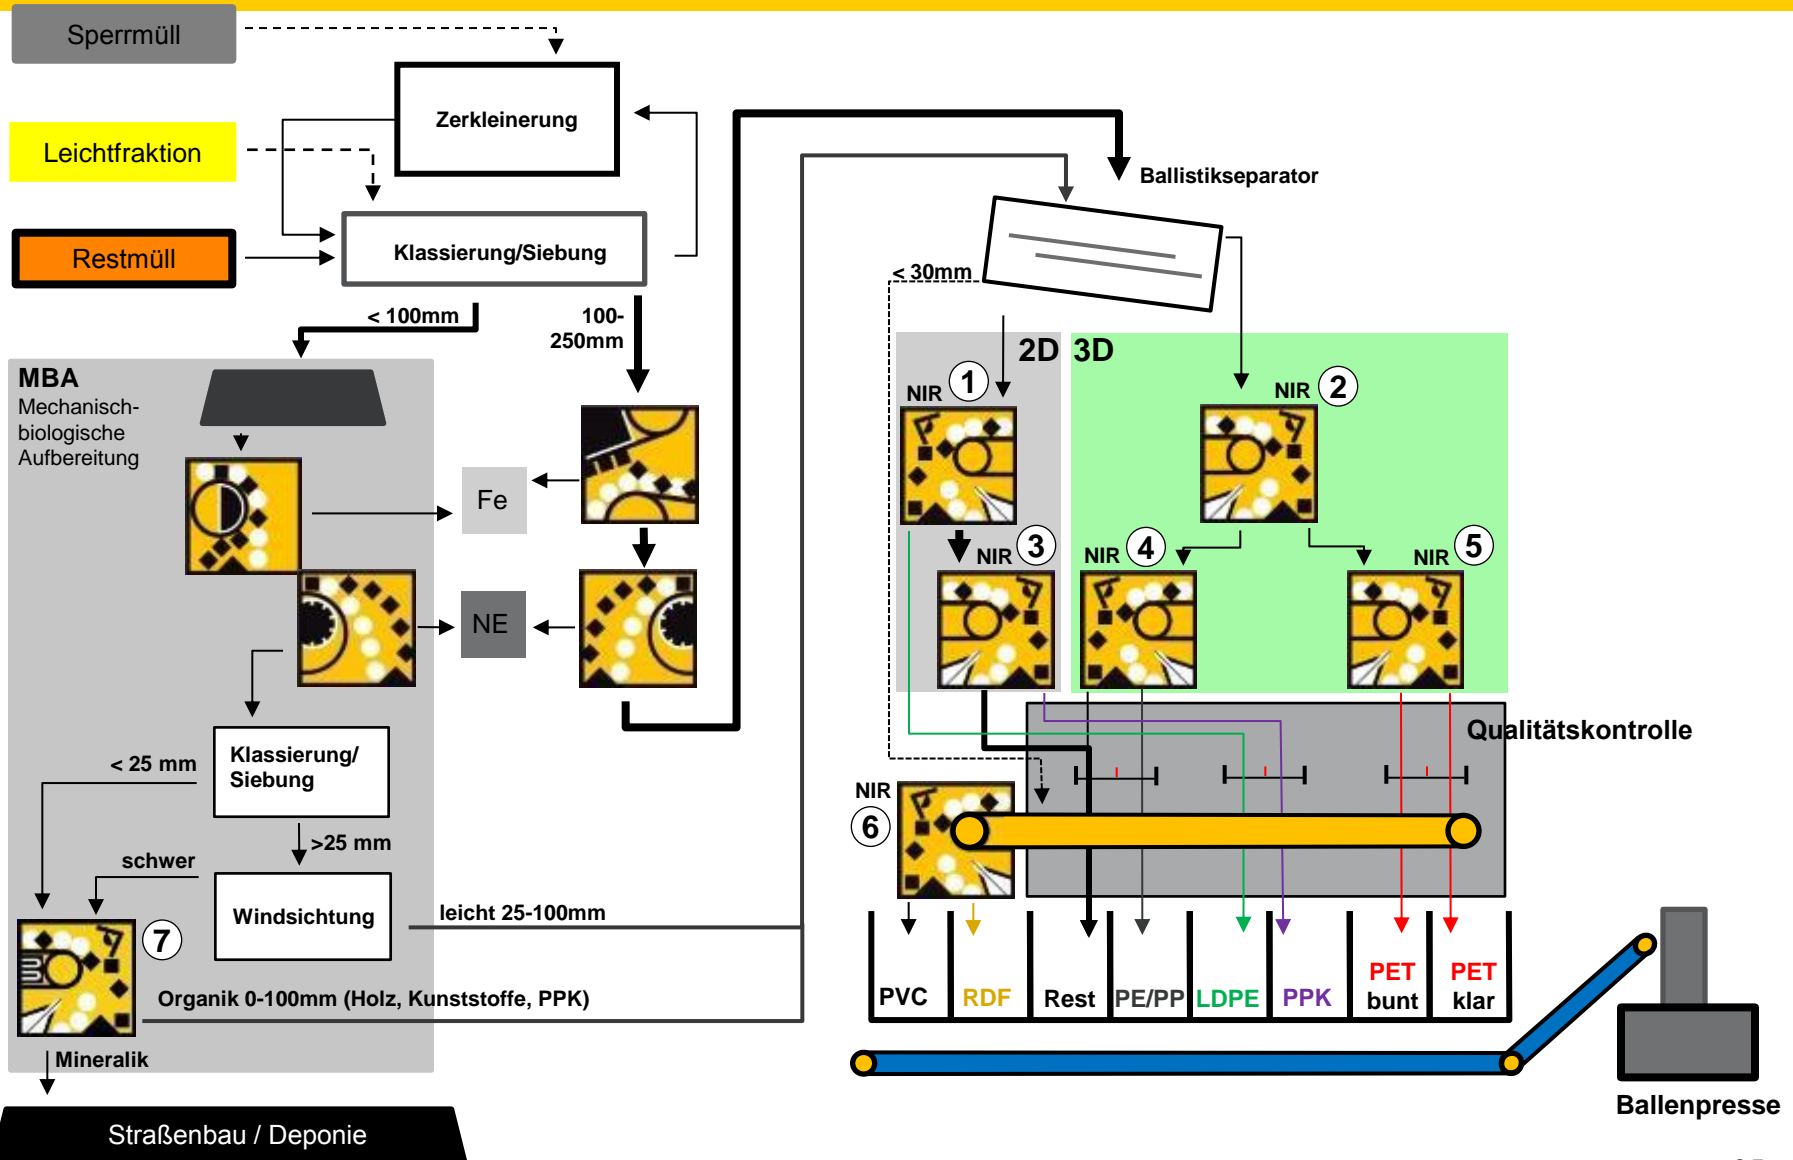 Sperrmüll
Leichtfraktion
Restmüll
Zerkleinerung
Klassierung/Siebung
< 100mm
100-
250mm
MBA
Mechanisch-
biologische
Aufbereitung
Fe
NE
Klassierung/
Siebung
< 25 mm
>25 mm
schwer
Windsichtung
leicht 25-100mm
7
Organik 0-100mm (Holz, Kunststoffe, PPK)
Mineralik
Straßenbau / Deponie
Ballistikseparator
< 30mm
2D
3D
NIR 1
NIR 2
NIR 3
NIR 4
NIR 5
Qualitätskontrolle
NIR
6
PVC
RDF
Rest
PE/PP
LDPE
PPK
PET
bunt
PET
klar
Ballenpresse